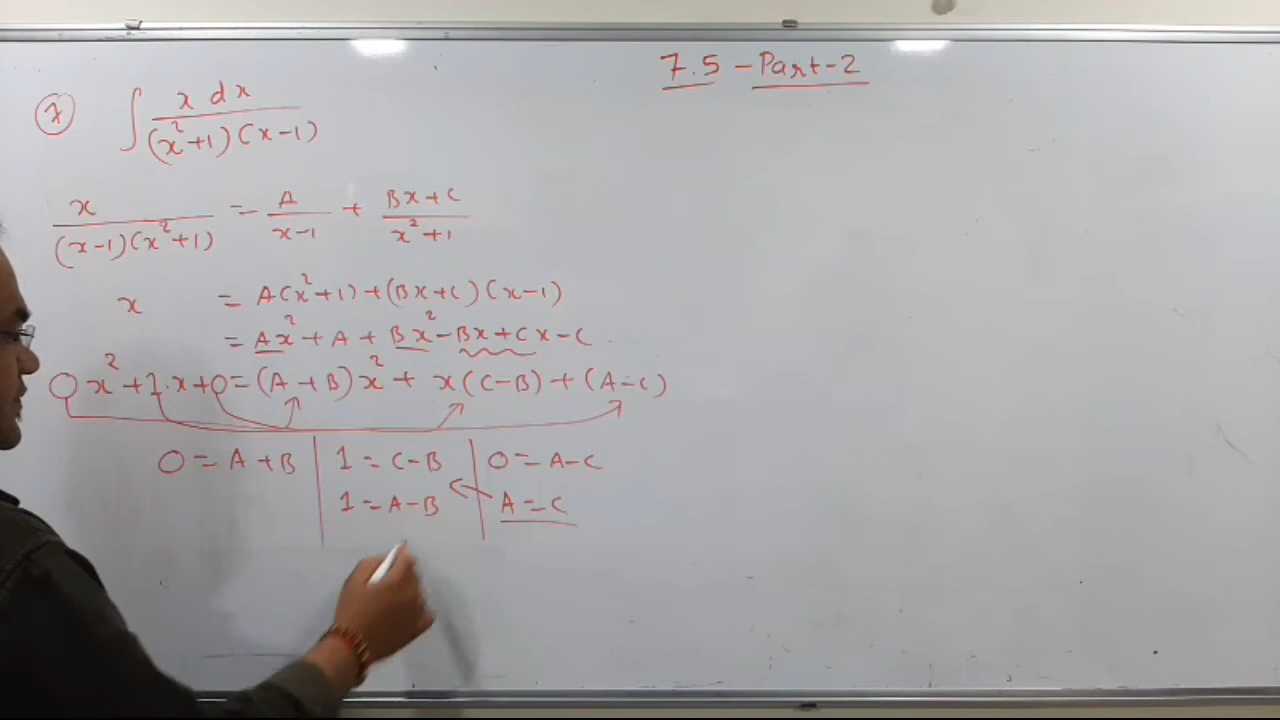 7.5 - Part-2
7 ∫ x dx / (x²+1)(x-1)
x / (x-1)(x²+1) = A / x-1 + Bx+C / x²+1
x = A(x²+1)+(Bx+C)(x-1)
= Ax²+A+Bx²-Bx+Cx-C
0x²+1.x+0=(A+B)x²+ x(C-B)+(A-C)
0=A+B | 1=C-B | 0=A-C
1=A-B | A=C